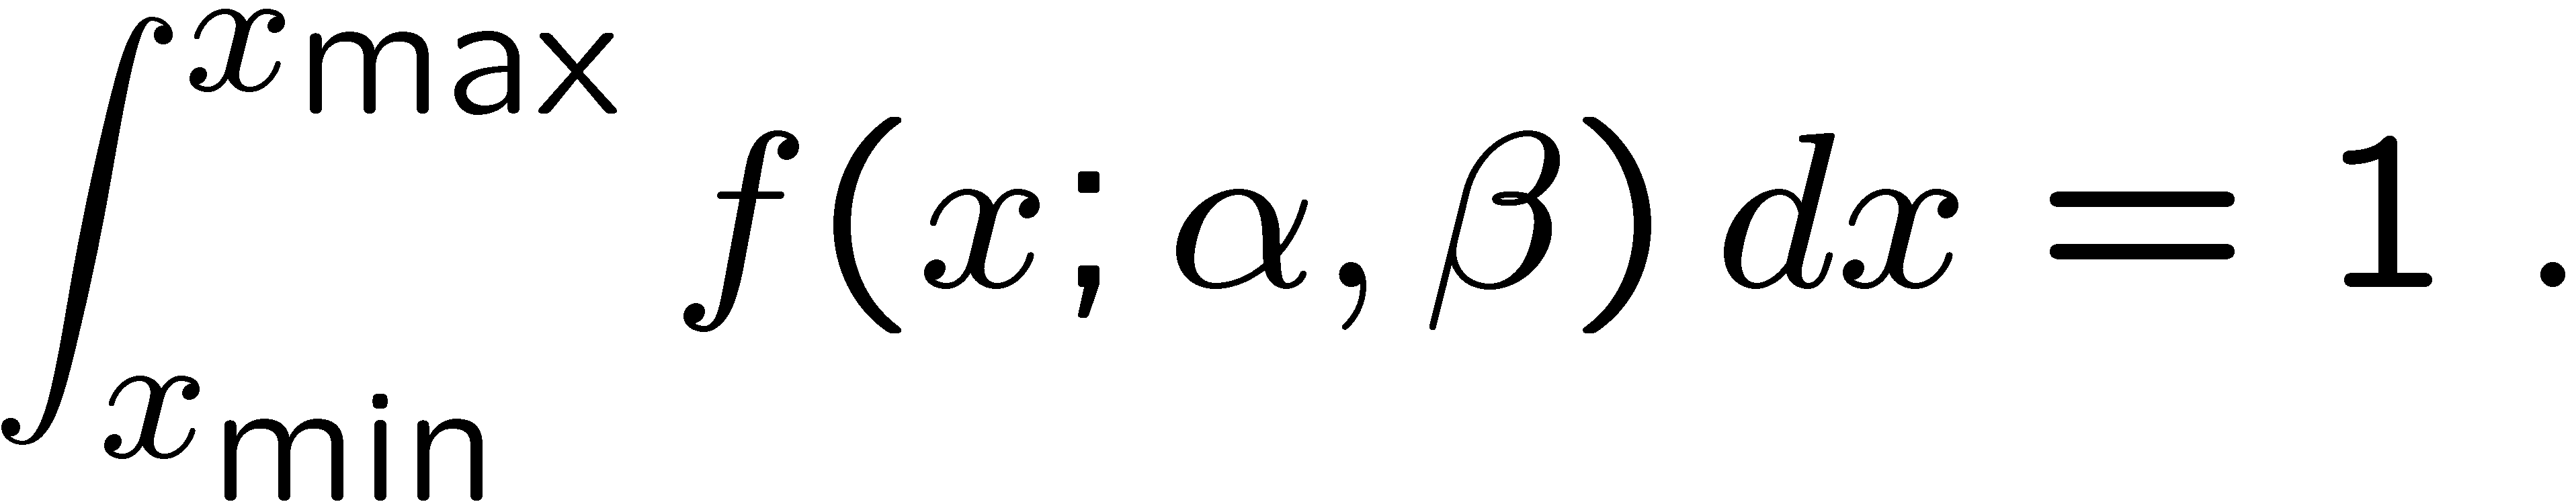 ∫_{x_min}^{x_max} f(x; α, β) dx = 1 .